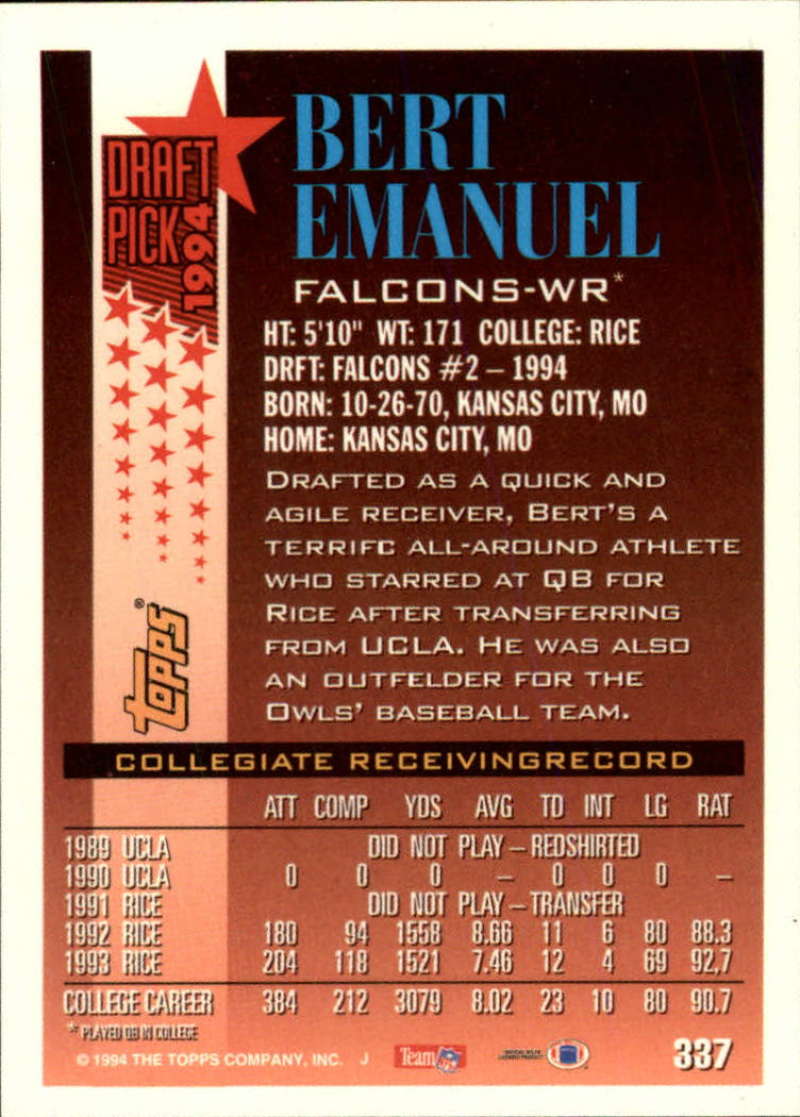 DRAFT
PICK
1994
BERT
EMANUEL
FALCONS-WR*
HT: 5'10" WT: 171 COLLEGE: RICE
DRFT: FALCONS #2 – 1994
BORN: 10-26-70, KANSAS CITY, MO
HOME: KANSAS CITY, MO
DRAFTED AS A QUICK AND
AGILE RECEIVER, BERT'S A
TERRIFC ALL-AROUND ATHLETE
WHO STARRED AT QB FOR
RICE AFTER TRANSFERRING
FROM UCLA. HE WAS ALSO
AN OUTFELDER FOR THE
OWLS' BASEBALL TEAM.
TOPPS®
COLLEGIATE RECEIVINGRECORD
ATT COMP YDS AVG TD INT LG RAT
1989 UCLA DID NOT PLAY – REDSHIRTED
1990 UCLA 0 0 0 – 0 0 0 –
1991 RICE DID NOT PLAY – TRANSFER
1992 RICE 180 94 1558 8.66 11 6 80 88.3
1993 RICE 204 118 1521 7.46 12 4 69 92,7
COLLEGE CAREER 384 212 3079 8.02 23 10 80 90.7
* PLAYED QB IN COLLEGE
© 1994 THE TOPPS COMPANY, INC. J Team NFL 337